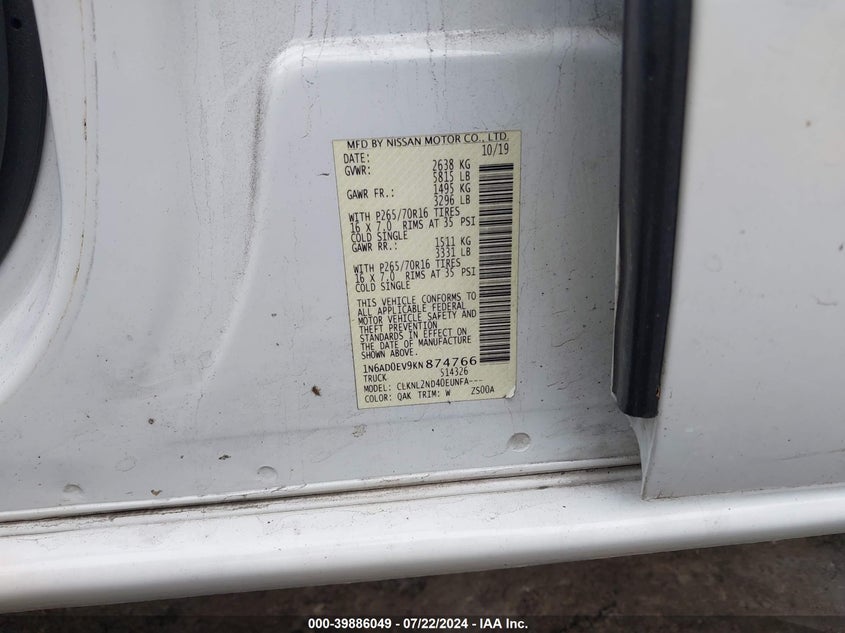 MFD BY NISSAN MOTOR CO., LTD.
DATE: 10/19
GVWR: 2638 KG
5815 LB
GAWR FR.: 1495 KG
3296 LB
WITH P265/70R16 TIRES
16 X 7.0 RIMS AT 35 PSI
COLD SINGLE
GAWR RR.: 1511 KG
3331 LB
WITH P265/70R16 TIRES
16 X 7.0 RIMS AT 35 PSI
COLD SINGLE
THIS VEHICLE CONFORMS TO
ALL APPLICABLE FEDERAL
MOTOR VEHICLE SAFETY AND
THEFT PREVENTION
STANDARDS IN EFFECT ON
THE DATE OF MANUFACTURE
SHOWN ABOVE.
1N6AD0EV9KN874766
TRUCK S14326
MODEL: CLKNL2ND40EUNFA---
COLOR: QAK TRIM: W ZS00A
000-39886049 - 07/22/2024 - IAA Inc.